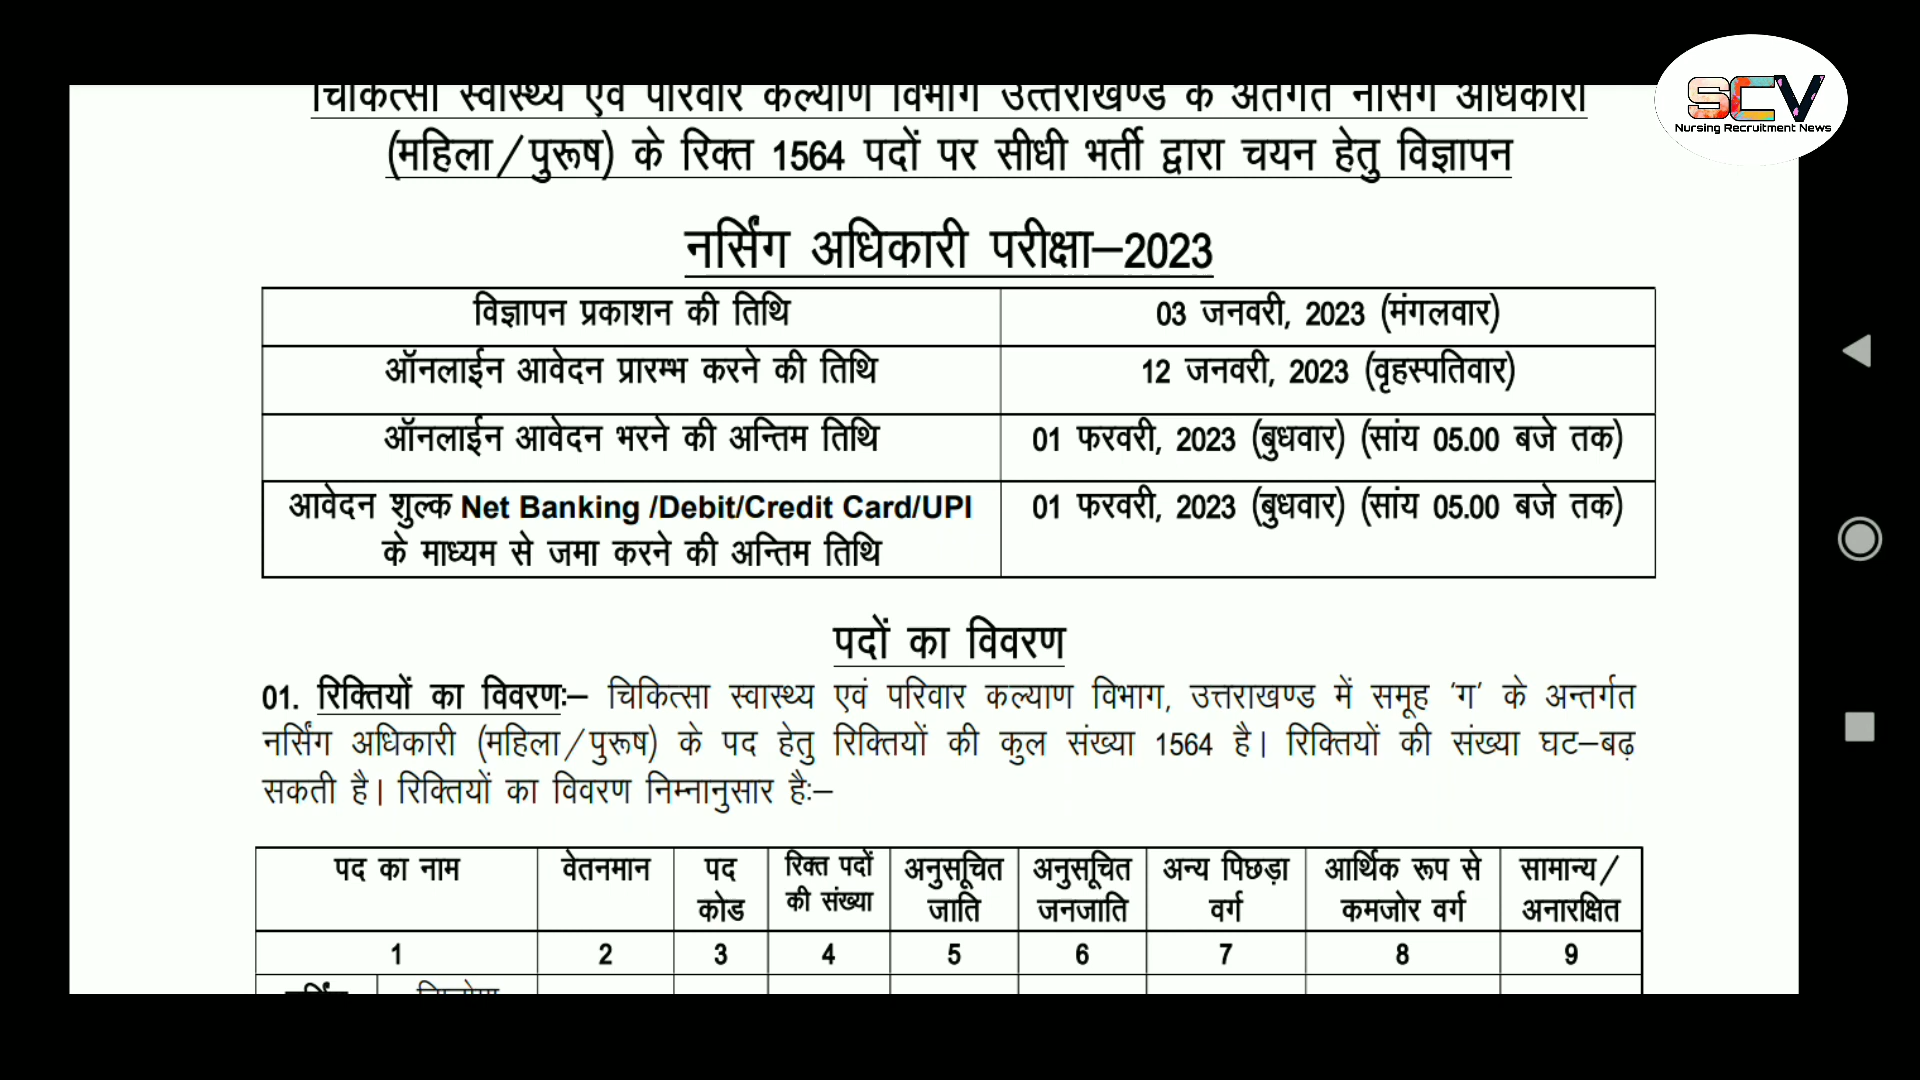 चिकित्सा स्वास्थ्य एवं परिवार कल्याण विभाग उत्तराखण्ड के अंतर्गत नर्सिंग अधिकारी
(महिला/पुरूष) के रिक्त 1564 पदों पर सीधी भर्ती द्वारा चयन हेतु विज्ञापन
SCV
Nursing Recruitment News
नर्सिंग अधिकारी परीक्षा–2023
विज्ञापन प्रकाशन की तिथि 03 जनवरी, 2023 (मंगलवार)
ऑनलाईन आवेदन प्रारम्भ करने की तिथि 12 जनवरी, 2023 (वृहस्पतिवार)
ऑनलाईन आवेदन भरने की अन्तिम तिथि 01 फरवरी, 2023 (बुधवार) (सांय 05.00 बजे तक)
आवेदन शुल्क Net Banking /Debit/Credit Card/UPI 01 फरवरी, 2023 (बुधवार) (सांय 05.00 बजे तक)
के माध्यम से जमा करने की अन्तिम तिथि
पदों का विवरण
01. रिक्तियों का विवरणः– चिकित्सा स्वास्थ्य एवं परिवार कल्याण विभाग, उत्तराखण्ड में समूह 'ग' के अन्तर्गत
नर्सिंग अधिकारी (महिला/पुरूष) के पद हेतु रिक्तियों की कुल संख्या 1564 है। रिक्तियों की संख्या घट–बढ़
सकती है। रिक्तियों का विवरण निम्नानुसार हैः–
पद का नाम वेतनमान पद रिक्त पदों अनुसूचित अनुसूचित अन्य पिछड़ा आर्थिक रूप से सामान्य/
कोड की संख्या जाति जनजाति वर्ग कमजोर वर्ग अनारक्षित
1 2 3 4 5 6 7 8 9